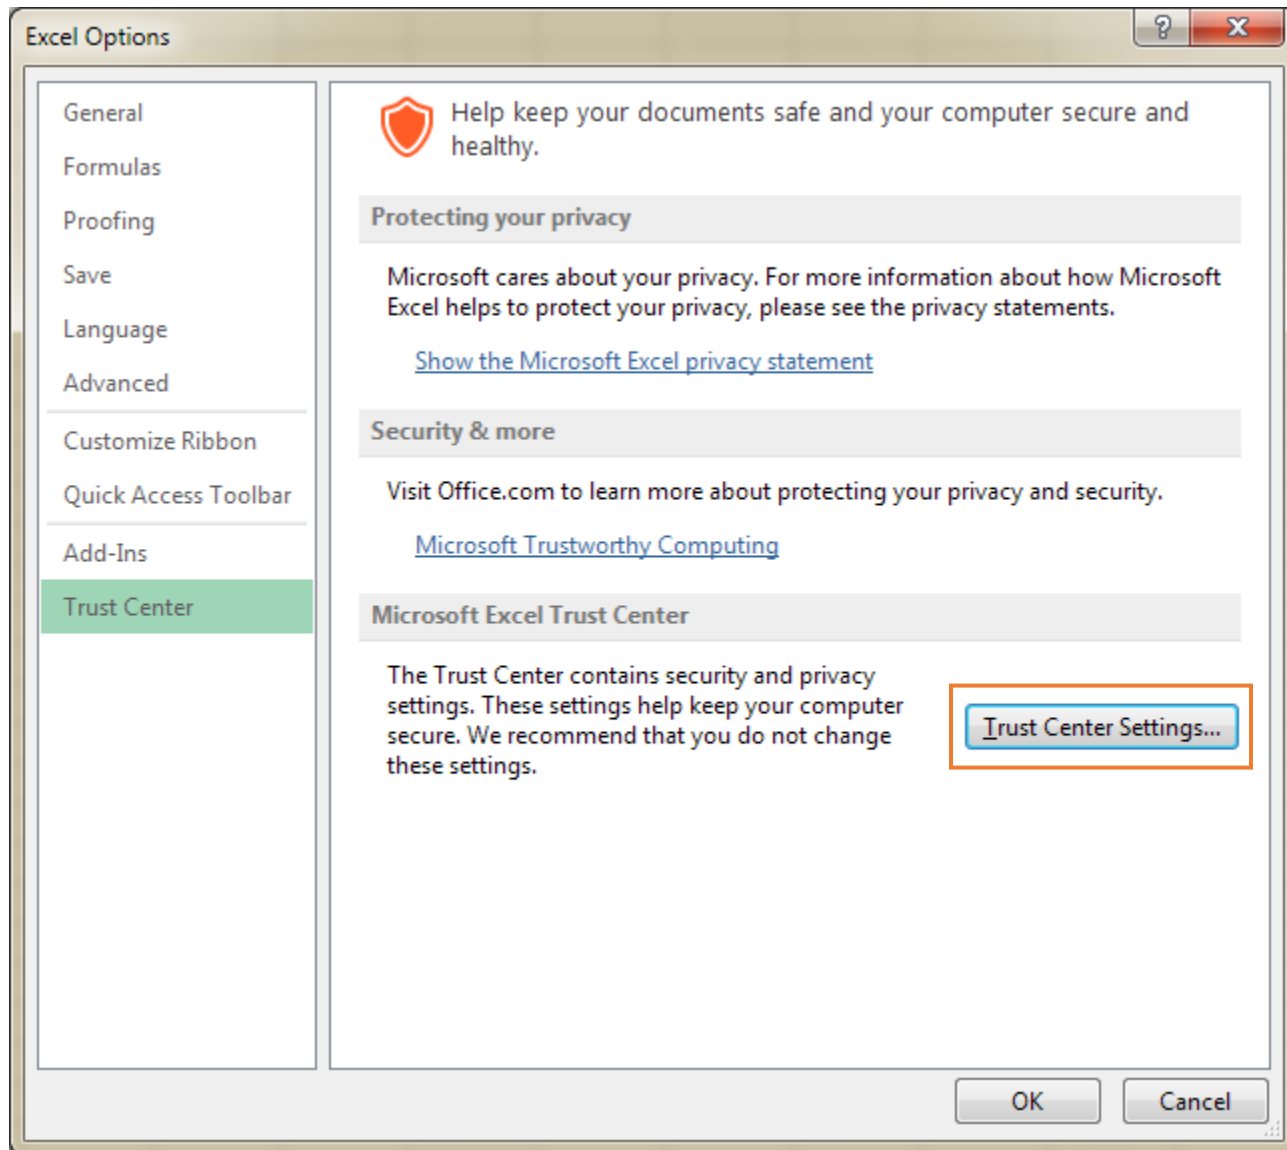 Excel Options
?
General
Formulas
Proofing
Save
Language
Advanced
Customize Ribbon
Quick Access Toolbar
Add-Ins
Trust Center
Help keep your documents safe and your computer secure and
healthy.
Protecting your privacy
Microsoft cares about your privacy. For more information about how Microsoft
Excel helps to protect your privacy, please see the privacy statements.
Show the Microsoft Excel privacy statement
Security & more
Visit Office.com to learn more about protecting your privacy and security.
Microsoft Trustworthy Computing
Microsoft Excel Trust Center
The Trust Center contains security and privacy
settings. These settings help keep your computer
secure. We recommend that you do not change
these settings.
Trust Center Settings...
OK
Cancel